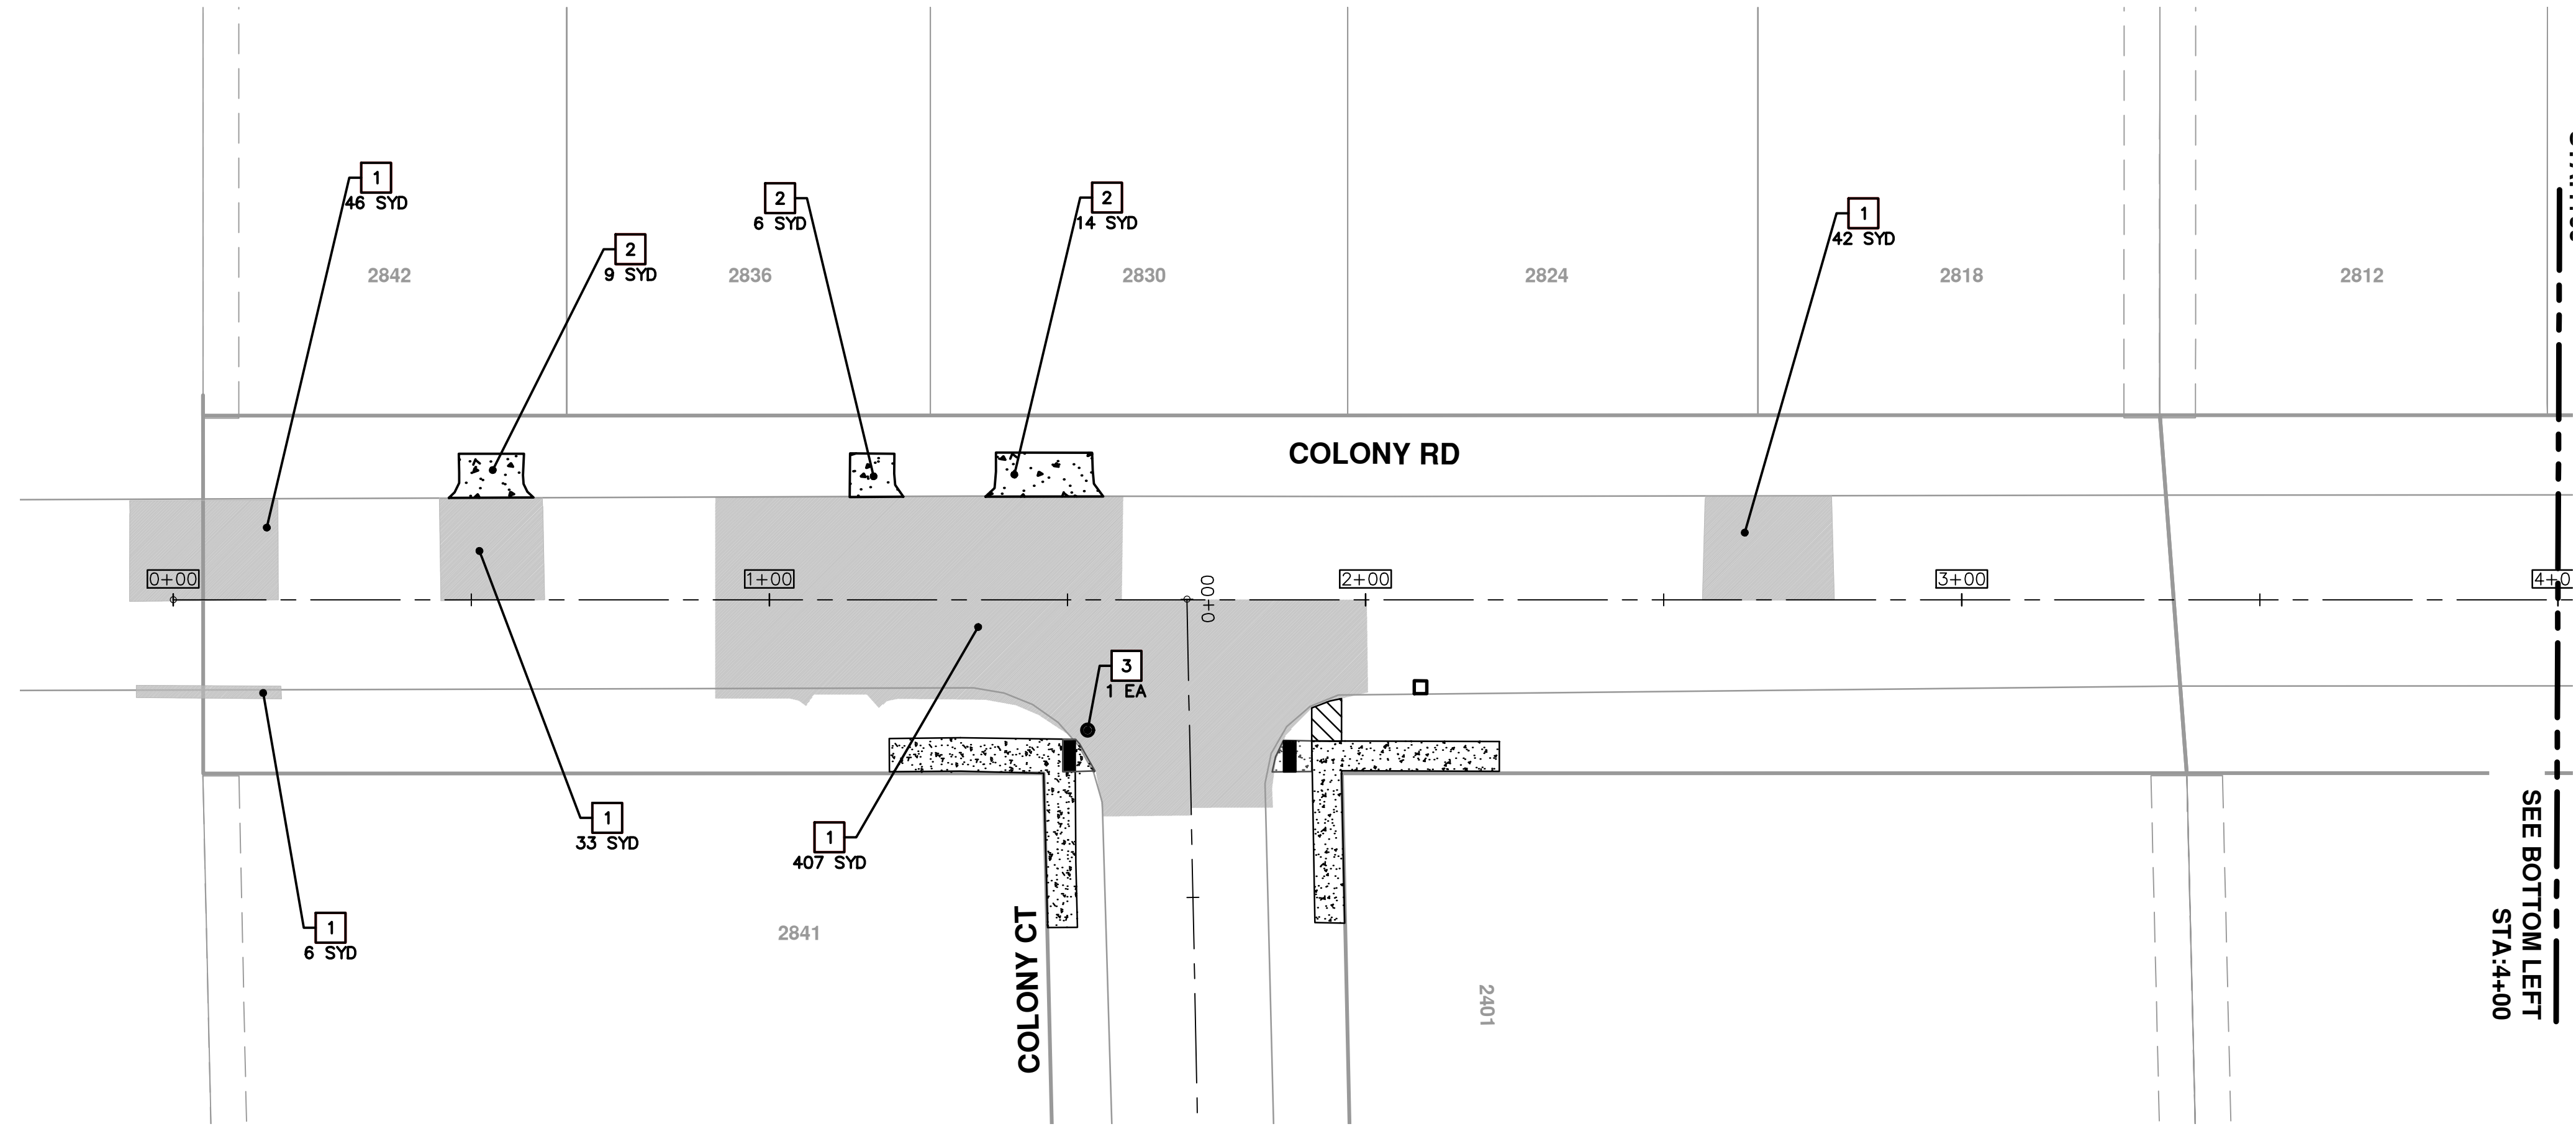 1
46 SYD
2
9 SYD
2
6 SYD
2
14 SYD
1
42 SYD
2842
2836
2830
2824
2818
2812
COLONY RD
0+00
1+00
2+00
3+00
4+0
0+00
3
1 EA
1
33 SYD
1
407 SYD
1
6 SYD
2841
COLONY CT
2401
SEE BOTTOM LEFT
STA:4+00